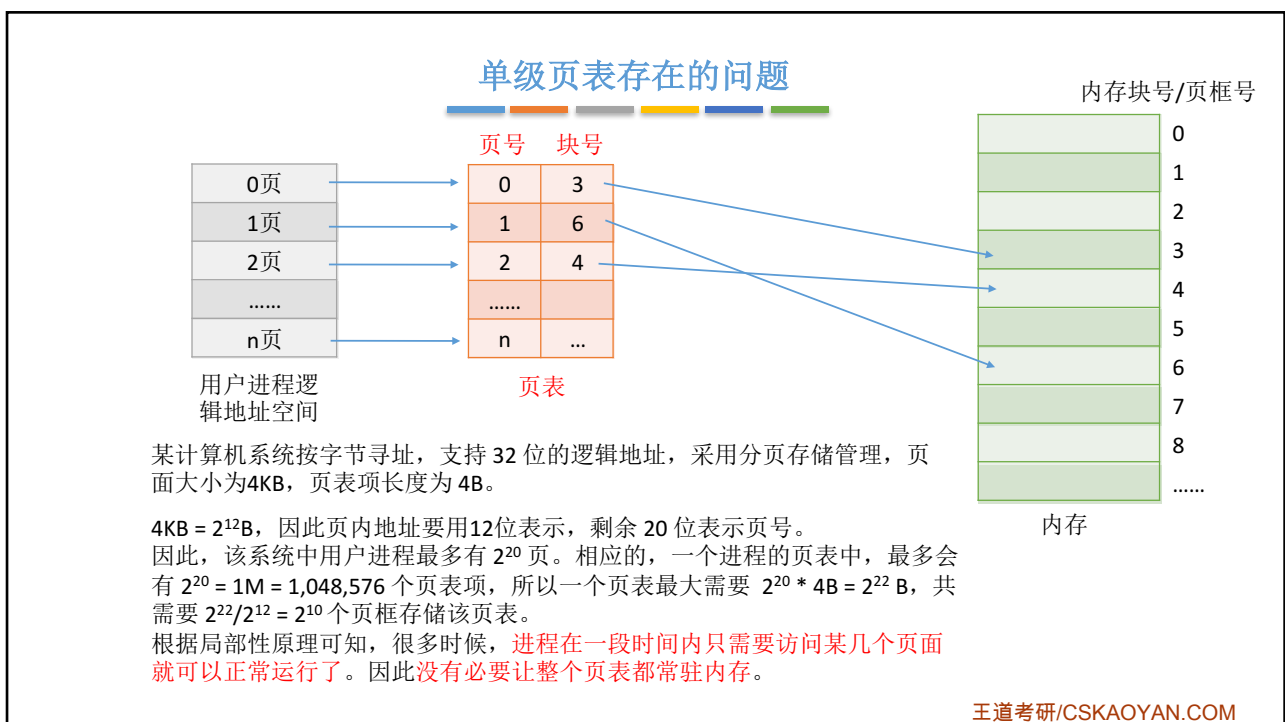 单级页表存在的问题
内存块号/页框号
页号 块号
0页
1页
2页
……
n页
用户进程逻
辑地址空间
0 3
1 6
2 4
……
n …
页表
0
1
2
3
4
5
6
7
8
……
内存
某计算机系统按字节寻址，支持 32 位的逻辑地址，采用分页存储管理，页
面大小为4KB，页表项长度为 4B。
4KB = 2¹²B，因此页内地址要用12位表示，剩余 20 位表示页号。
因此，该系统中用户进程最多有 2²⁰ 页。相应的，一个进程的页表中，最多会
有 2²⁰ = 1M = 1,048,576 个页表项，所以一个页表最大需要 2²⁰ * 4B = 2²² B，共
需要 2²²/2¹² = 2¹⁰ 个页框存储该页表。
根据局部性原理可知，很多时候，进程在一段时间内只需要访问某几个页面
就可以正常运行了。因此没有必要让整个页表都常驻内存。
王道考研/CSKAOYAN.COM